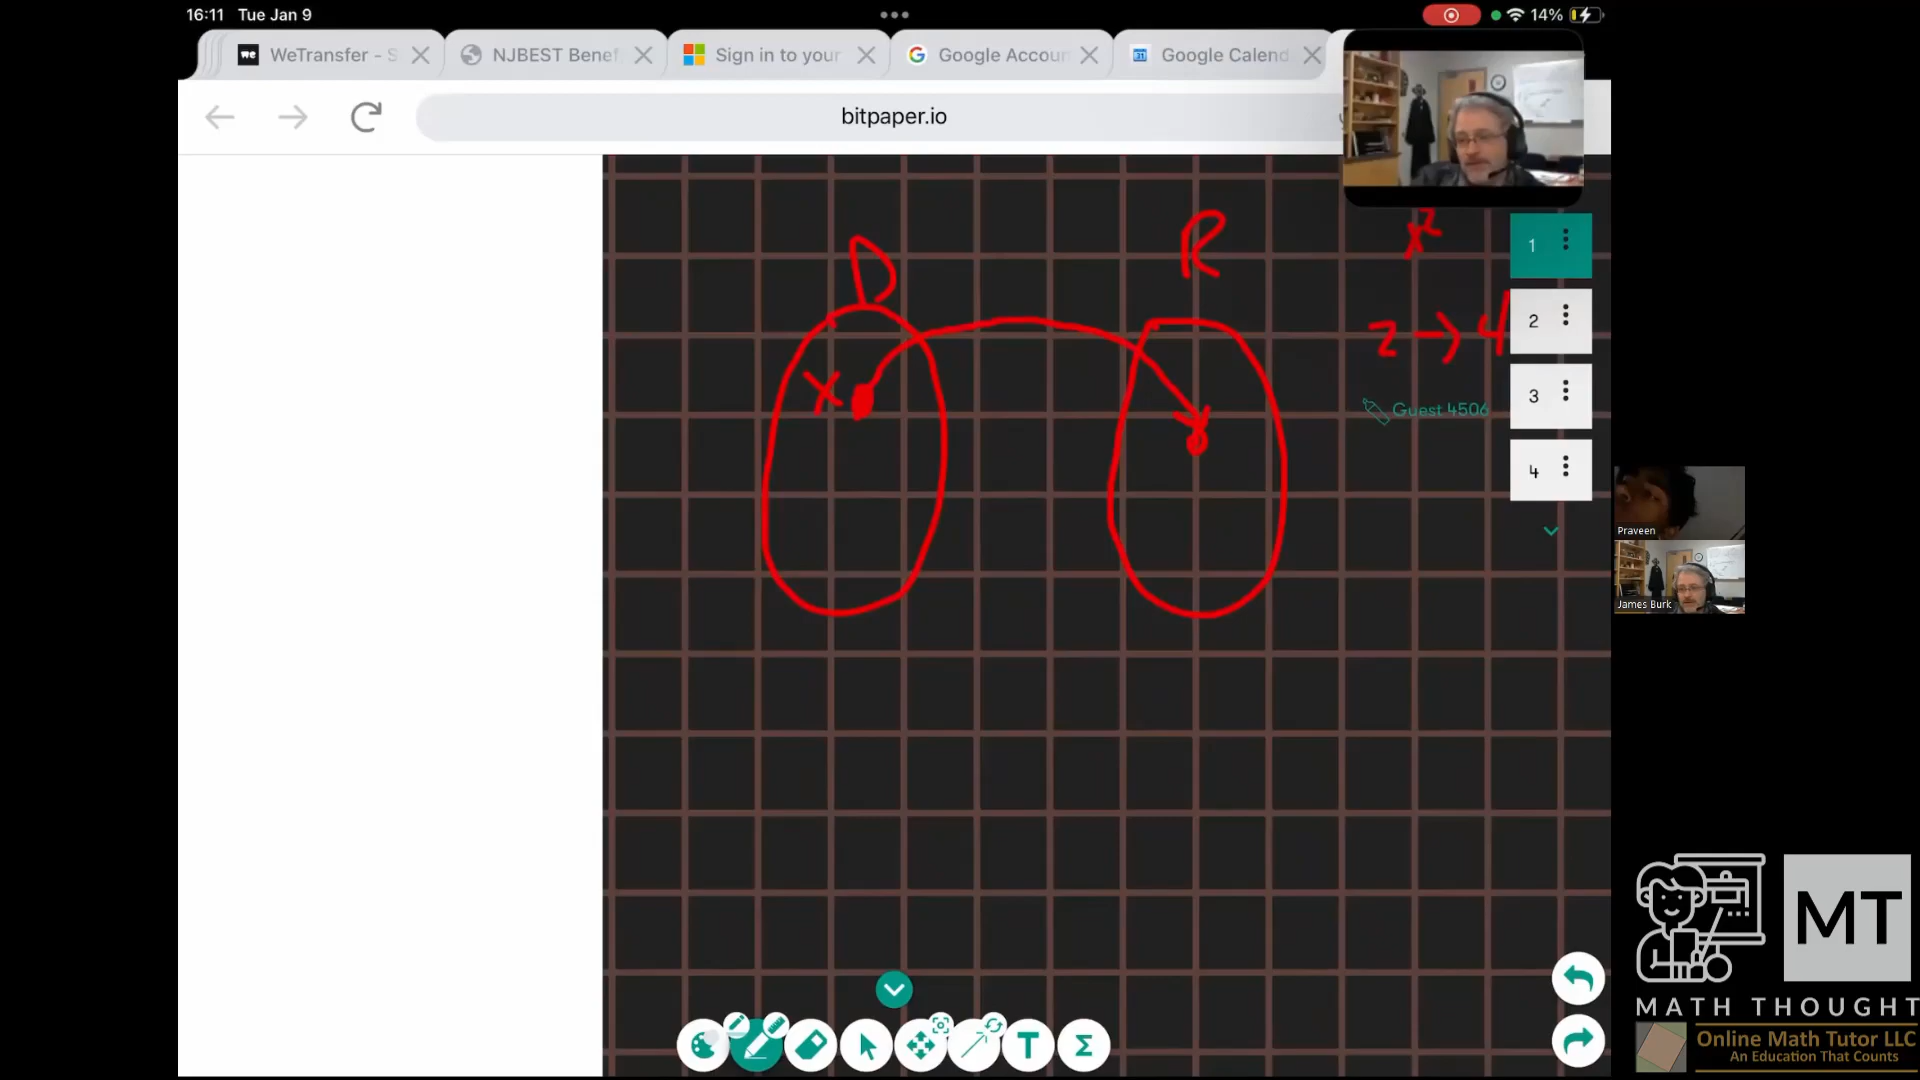 16:11 Tue Jan 9
14%
WeTransfer - S
NJBEST Benef
Sign in to your
Google Accoun
Google Calend
bitpaper.io
D
R
x²
X
2 → 4
Guest 4506
1
2
3
4
Praveen
James Burk
T
Σ
MT
MATH THOUGHT
Online Math Tutor LLC
An Education That Counts